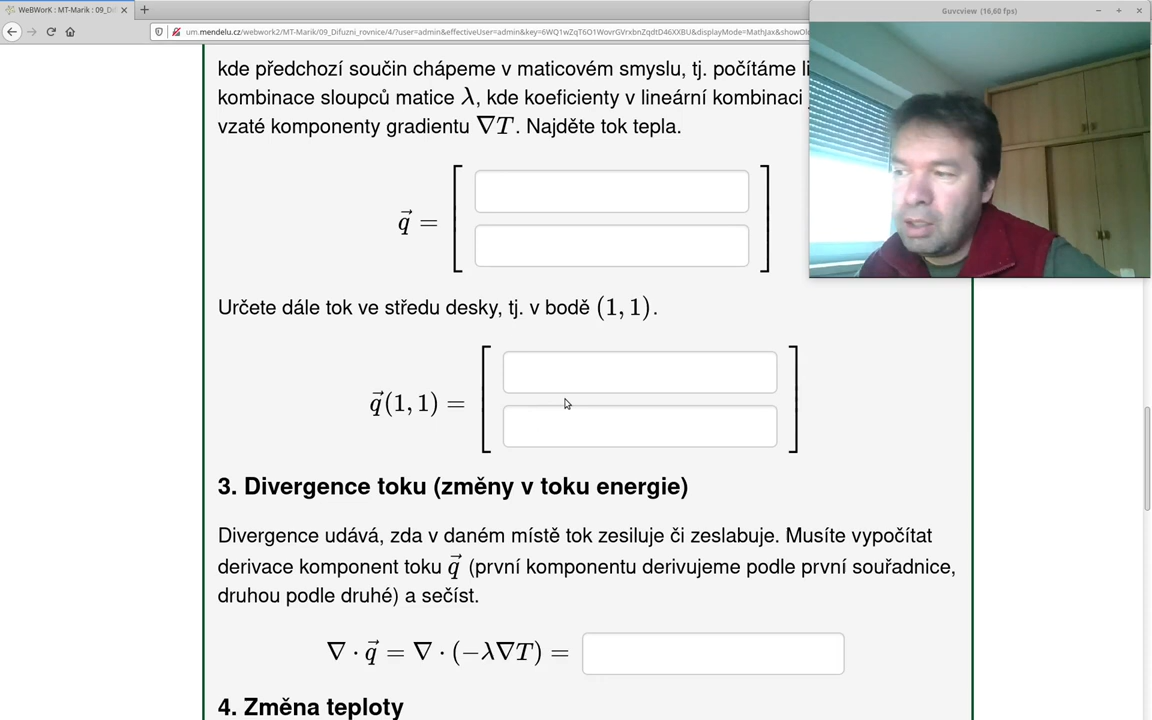 WeBWorK : MT-Marik : 09_Di
Guvcview (16,60 fps)
um.mendelu.cz/webwork2/MT-Marik/09_Difuzni_rovnice/4/?user=admin&effectiveUser=admin&key=6WQ1wZqT6O1WovrGVrxbnZqdtD46XXBU&displayMode=MathJax&showOl
kde předchozí součin chápeme v maticovém smyslu, tj. počítáme li
kombinace sloupců matice λ, kde koeficienty v lineární kombinaci
vzaté komponenty gradientu ∇T. Najděte tok tepla.
q⃗ =
Určete dále tok ve středu desky, tj. v bodě (1, 1).
q⃗(1, 1) =
3. Divergence toku (změny v toku energie)
Divergence udává, zda v daném místě tok zesiluje či zeslabuje. Musíte vypočítat
derivace komponent toku q⃗ (první komponentu derivujeme podle první souřadnice,
druhou podle druhé) a sečíst.
∇ · q⃗ = ∇ · (−λ∇T) =
4. Změna teploty